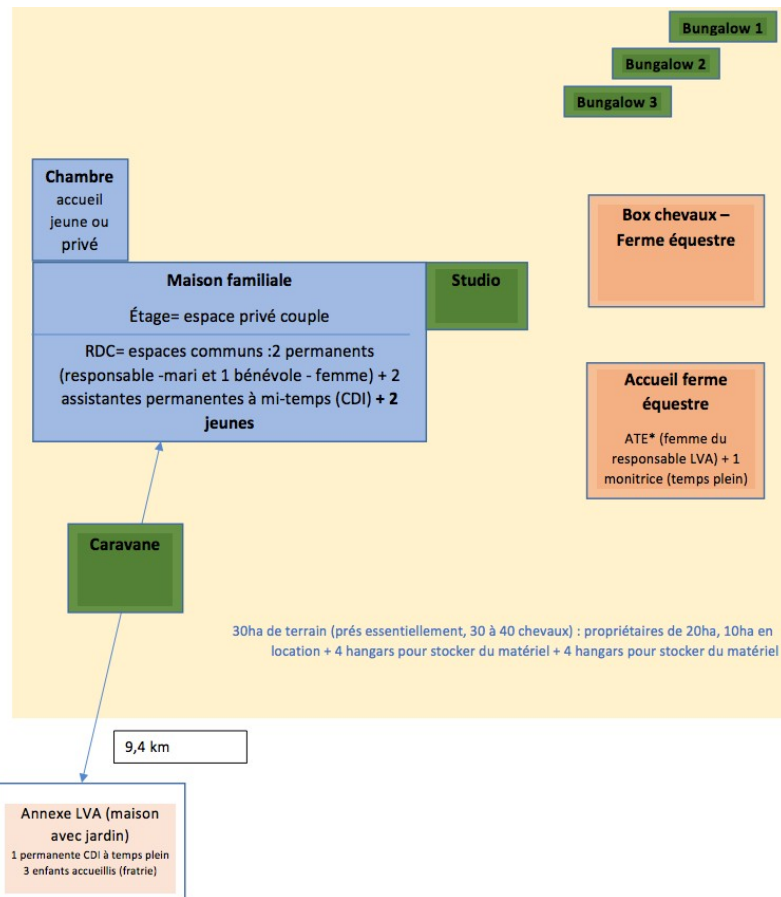 Bungalow 1
Bungalow 2
Bungalow 3
Chambre
accueil
jeune ou
privé
Box chevaux –
Ferme équestre
Maison familiale
Étage= espace privé couple
RDC= espaces communs :2 permanents
(responsable -mari et 1 bénévole - femme) + 2
assistantes permanentes à mi-temps (CDI) + 2
jeunes
Studio
Accueil ferme
équestre
ATE* (femme du
responsable LVA) + 1
monitrice (temps plein)
Caravane
30ha de terrain (prés essentiellement, 30 à 40 chevaux) : propriétaires de 20ha, 10ha en
location + 4 hangars pour stocker du matériel + 4 hangars pour stocker du matériel
9,4 km
Annexe LVA (maison
avec jardin)
1 permanente CDI à temps plein
3 enfants accueillis (fratrie)